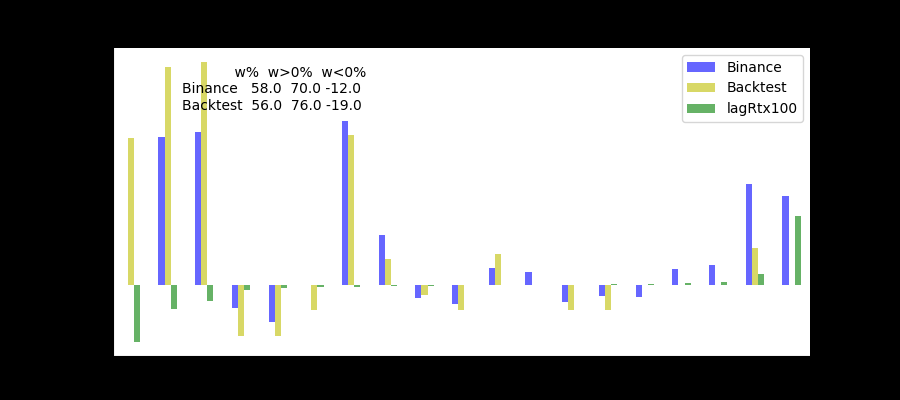 w% w>0% w<0%
Binance 58.0 70.0 -12.0
Backtest 56.0 76.0 -19.0
Binance
Backtest
lagRtx100